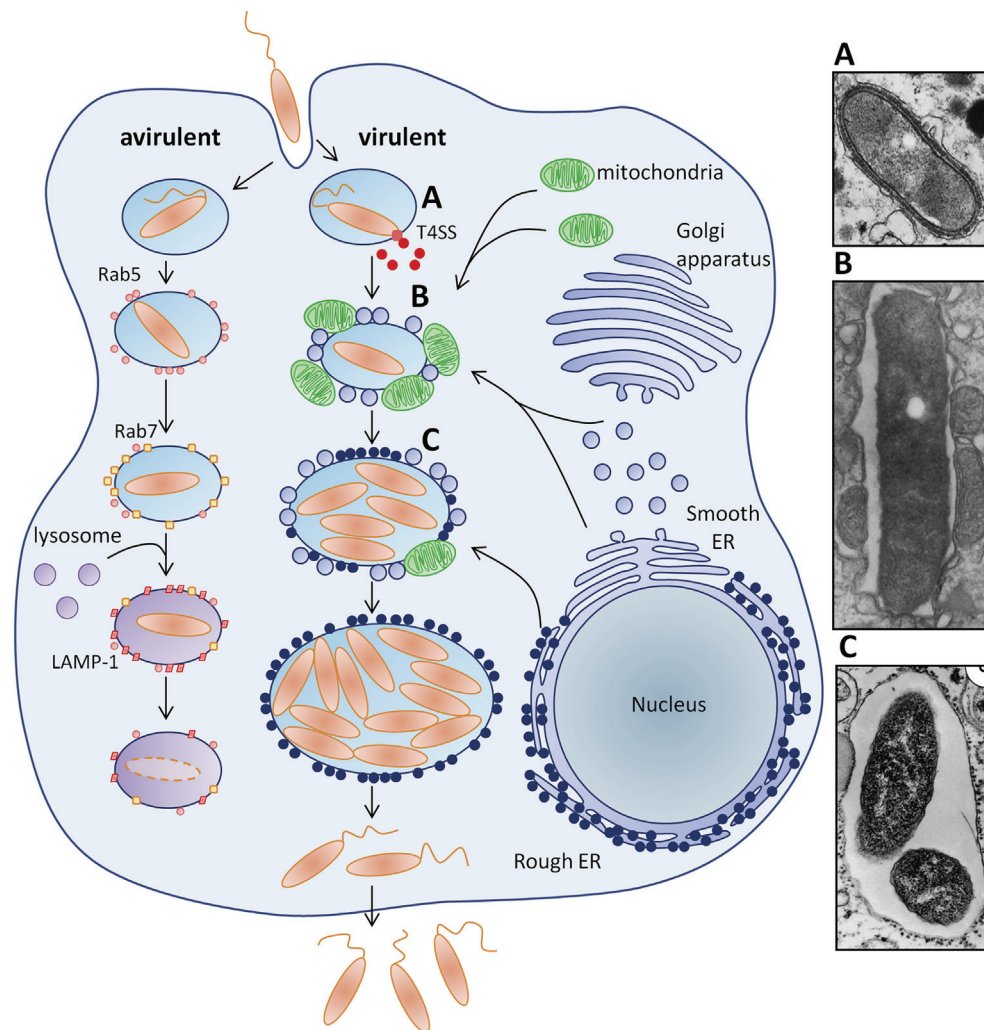 avirulent
virulent
A
T4SS
mitochondria
Golgi
apparatus
Rab5
B
Rab7
C
lysosome
Smooth
ER
LAMP-1
Nucleus
Rough ER
A
B
C